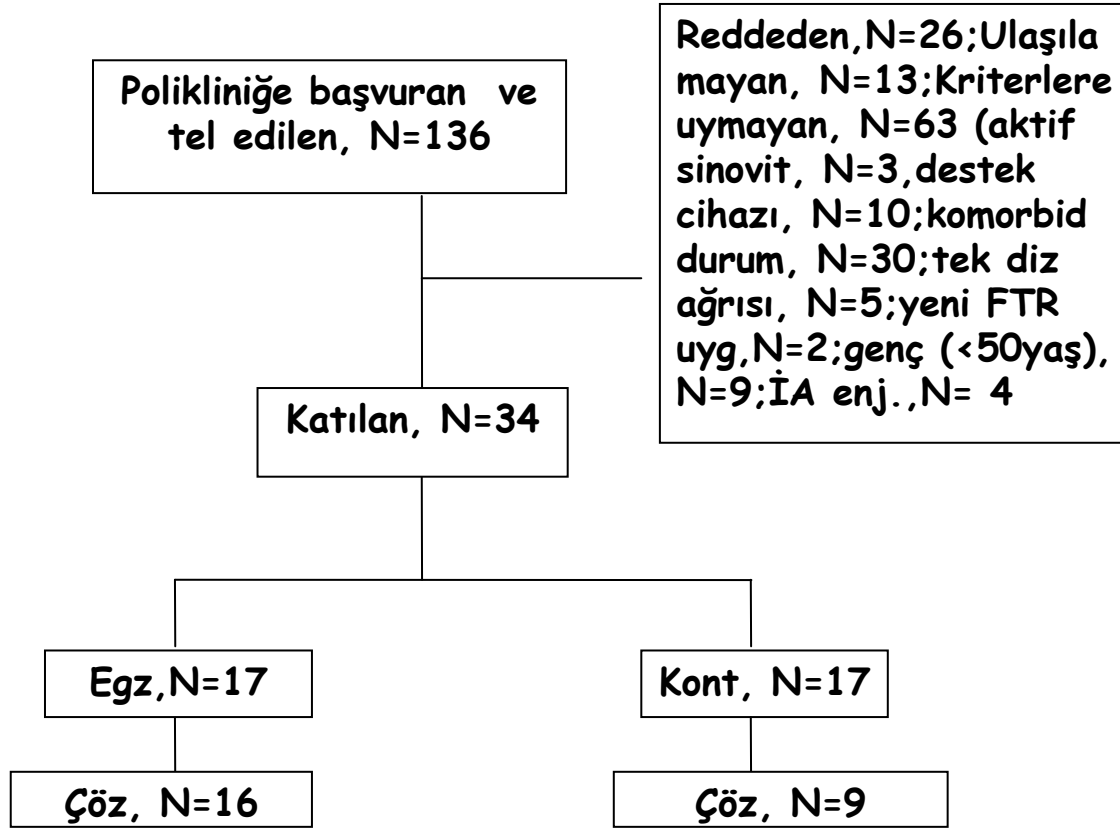 Polikliniğe başvuran ve
tel edilen, N=136
Reddeden,N=26;Ulaşıla
mayan, N=13;Kriterlere
uymayan, N=63 (aktif
sinovit, N=3,destek
cihazı, N=10;komorbid
durum, N=30;tek diz
ağrısı, N=5;yeni FTR
uyg,N=2;genç (<50yaş),
N=9;İA enj.,N= 4
Katılan, N=34
Egz,N=17
Kont, N=17
Çöz, N=16
Çöz, N=9